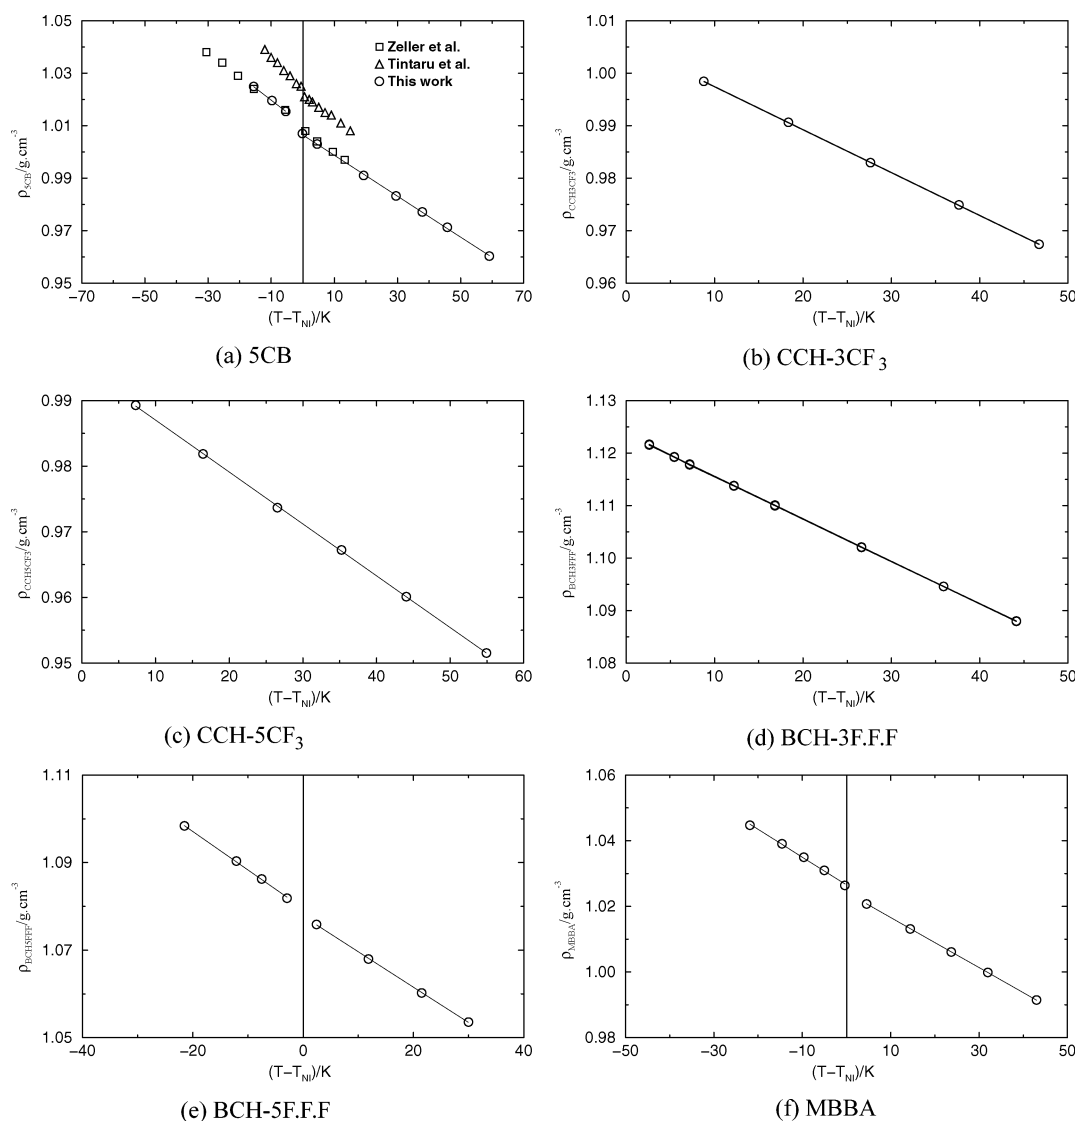 1.05
1.03
1.01
0.99
0.97
0.95
ρ5CB/g.cm−3
−70 −50 −30 −10 10 30 50 70
(T−TNI)/K
Zeller et al.
Tintaru et al.
This work
(a) 5CB
1.01
1.00
0.99
0.98
0.97
0.96
ρCCH3CF3/g.cm−3
0 10 20 30 40 50
(T−TNI)/K
(b) CCH-3CF3
0.99
0.98
0.97
0.96
0.95
ρCCH5CF3/g.cm−3
0 10 20 30 40 50 60
(T−TNI)/K
(c) CCH-5CF3
1.13
1.12
1.11
1.10
1.09
1.08
ρBCH3FFF/g.cm−3
0 10 20 30 40 50
(T−TNI)/K
(d) BCH-3F.F.F
1.11
1.09
1.07
1.05
ρBCH5FFF/g.cm−3
−40 −20 0 20 40
(T−TNI)/K
(e) BCH-5F.F.F
1.06
1.04
1.02
1.00
0.98
ρMBBA/g.cm−3
−50 −30 −10 10 30 50
(T−TNI)/K
(f) MBBA